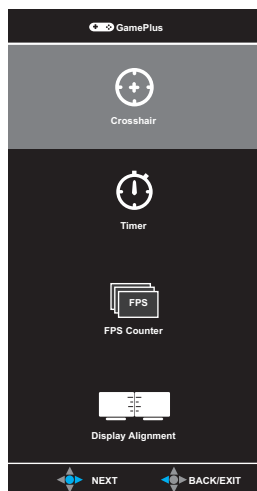 GamePlus
Crosshair
Timer
FPS
FPS Counter
Display Alignment
NEXT BACK/EXIT